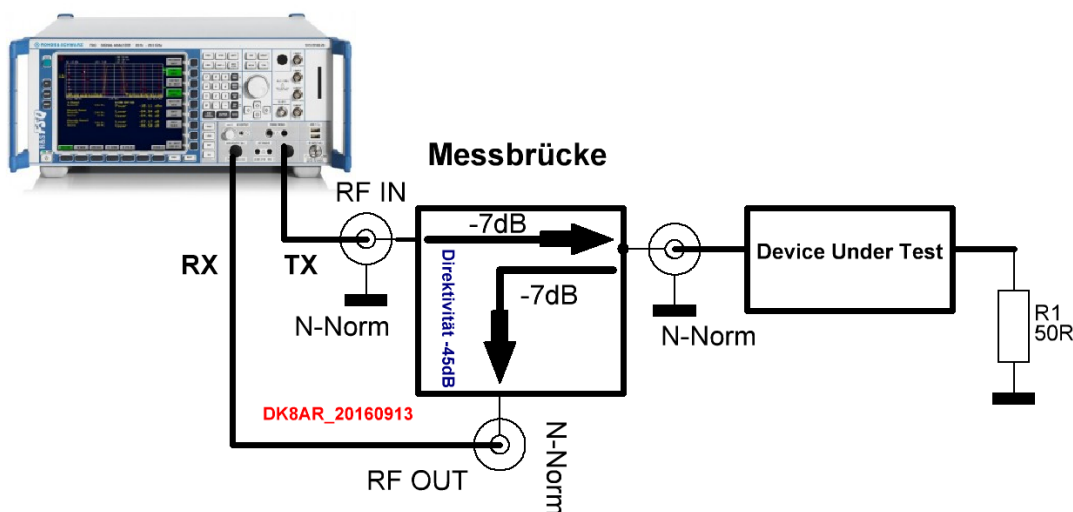 Messbrücke
RF IN
-7dB
RX
TX
Direktivität -45dB
-7dB
Device Under Test
N-Norm
N-Norm
R1
50R
DK8AR_20160913
N-Norm
RF OUT